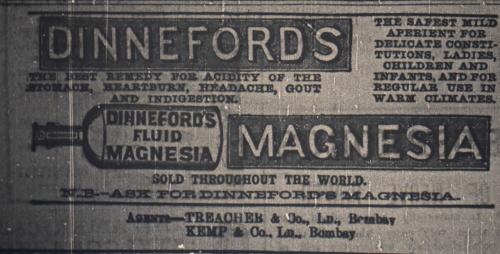 DINNEFORD'S
THE BEST REMEDY FOR ACIDITY OF THE
STOMACH, HEARTBURN, HEADACHE, GOUT
AND INDIGESTION.
THE SAFEST MILD
APERIENT FOR
DELICATE CONSTI-
TUTIONS, LADIES,
CHILDREN AND
INFANTS, AND FOR
REGULAR USE IN
WARM CLIMATES
DINNEFORD'S
FLUID
MAGNESIA
MAGNESIA
SOLD THROUGHOUT THE WORLD.
N.B.—ASK FOR DINNEFORD'S MAGNESIA.
AGENTS—TREACHER & Co., LD., Bombay
KEMP & Co., LD., Bombay